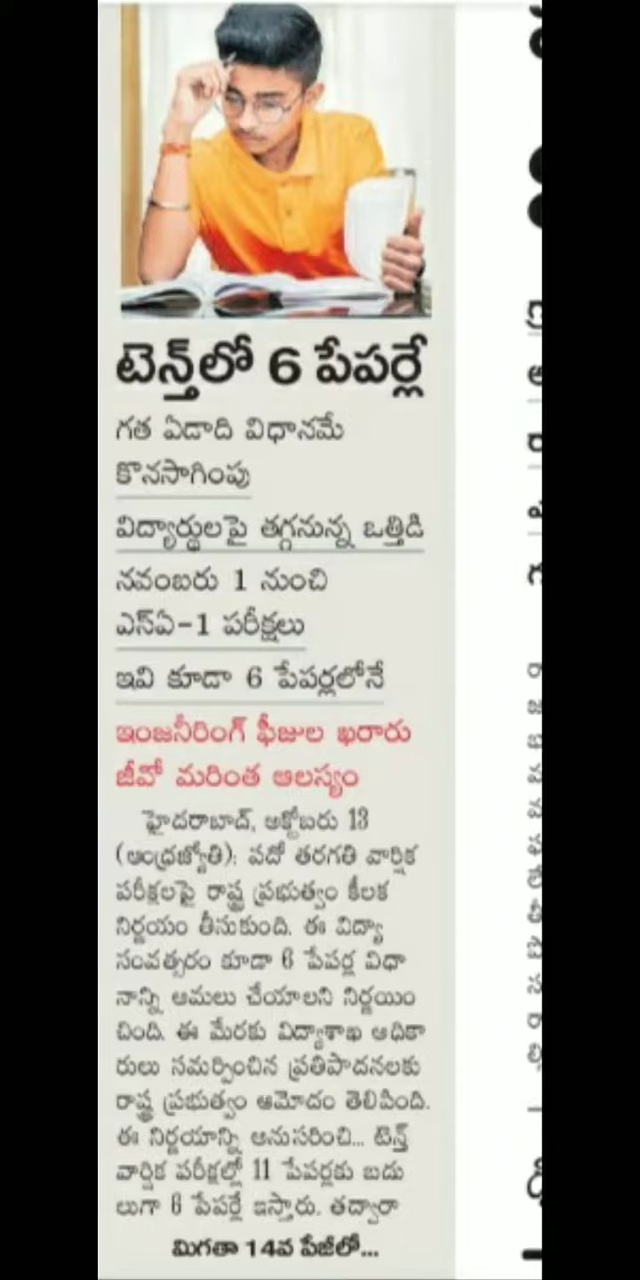 టెన్త్‌లో 6 పేపర్లే
గత ఏడాది విధానమే
కొనసాగింపు
విద్యార్థులపై తగ్గనున్న ఒత్తిడి
నవంబరు 1 నుంచి
ఎస్ఏ-1 పరీక్షలు
ఇవి కూడా 6 పేపర్లలోనే
ఇంజనీరింగ్ ఫీజుల ఖరారు
జీవో మరింత ఆలస్యం
హైదరాబాద్, అక్టోబరు 13
(ఆంధ్రజ్యోతి): పదో తరగతి వార్షిక
పరీక్షలపై రాష్ట్ర ప్రభుత్వం కీలక
నిర్ణయం తీసుకుంది. ఈ విద్యా
సంవత్సరం కూడా 6 పేపర్ల విధా
నాన్ని అమలు చేయాలని నిర్ణయిం
చింది. ఈ మేరకు విద్యాశాఖ అధికా
రులు సమర్పించిన ప్రతిపాదనలకు
రాష్ట్ర ప్రభుత్వం ఆమోదం తెలిపింది.
ఈ నిర్ణయాన్ని అనుసరించి... టెన్త్
వార్షిక పరీక్షల్లో 11 పేపర్లకు బదు
లుగా 6 పేపర్లే ఇస్తారు. తద్వారా
మిగతా 14వ పేజీలో...